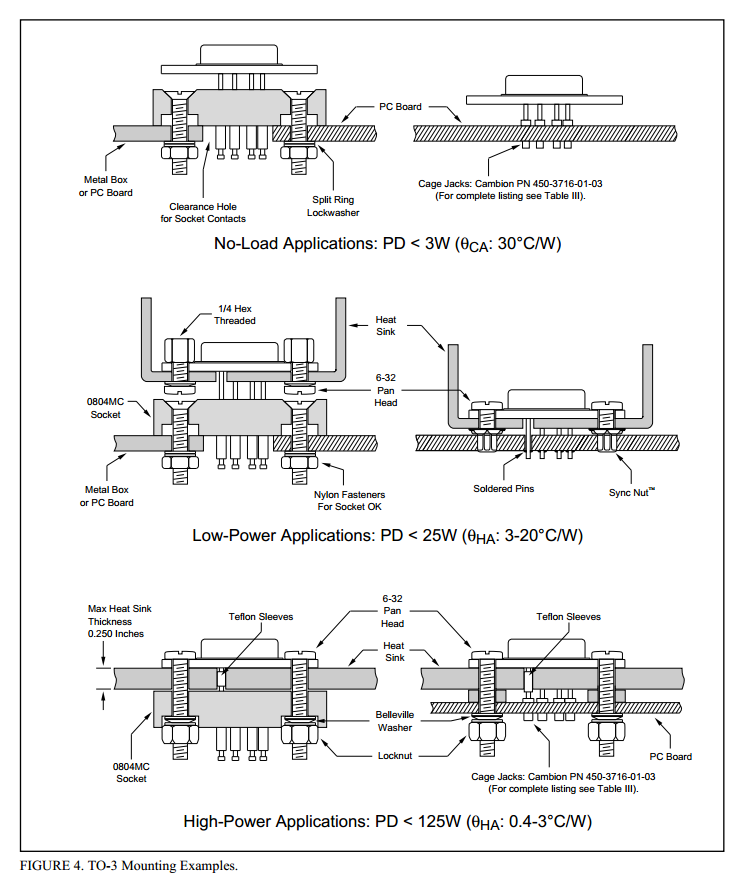 PC Board
Metal Box
or PC Board
Clearance Hole
for Socket Contacts
Split Ring
Lockwasher
Cage Jacks: Cambion PN 450-3716-01-03
(For complete listing see Table III).
No-Load Applications: PD < 3W (θCA: 30°C/W)
1/4 Hex
Threaded
Heat
Sink
6-32
Pan
Head
0804MC
Socket
Metal Box
or PC Board
Nylon Fasteners
For Socket OK
Soldered Pins
Sync Nut™
Low-Power Applications: PD < 25W (θHA: 3-20°C/W)
Max Heat Sink
Thickness
0.250 Inches
Teflon Sleeves
6-32
Pan
Head
Teflon Sleeves
Heat
Sink
Belleville
Washer
Locknut
0804MC
Socket
PC Board
Cage Jacks: Cambion PN 450-3716-01-03
(For complete listing see Table III).
High-Power Applications: PD < 125W (θHA: 0.4-3°C/W)
FIGURE 4. TO-3 Mounting Examples.